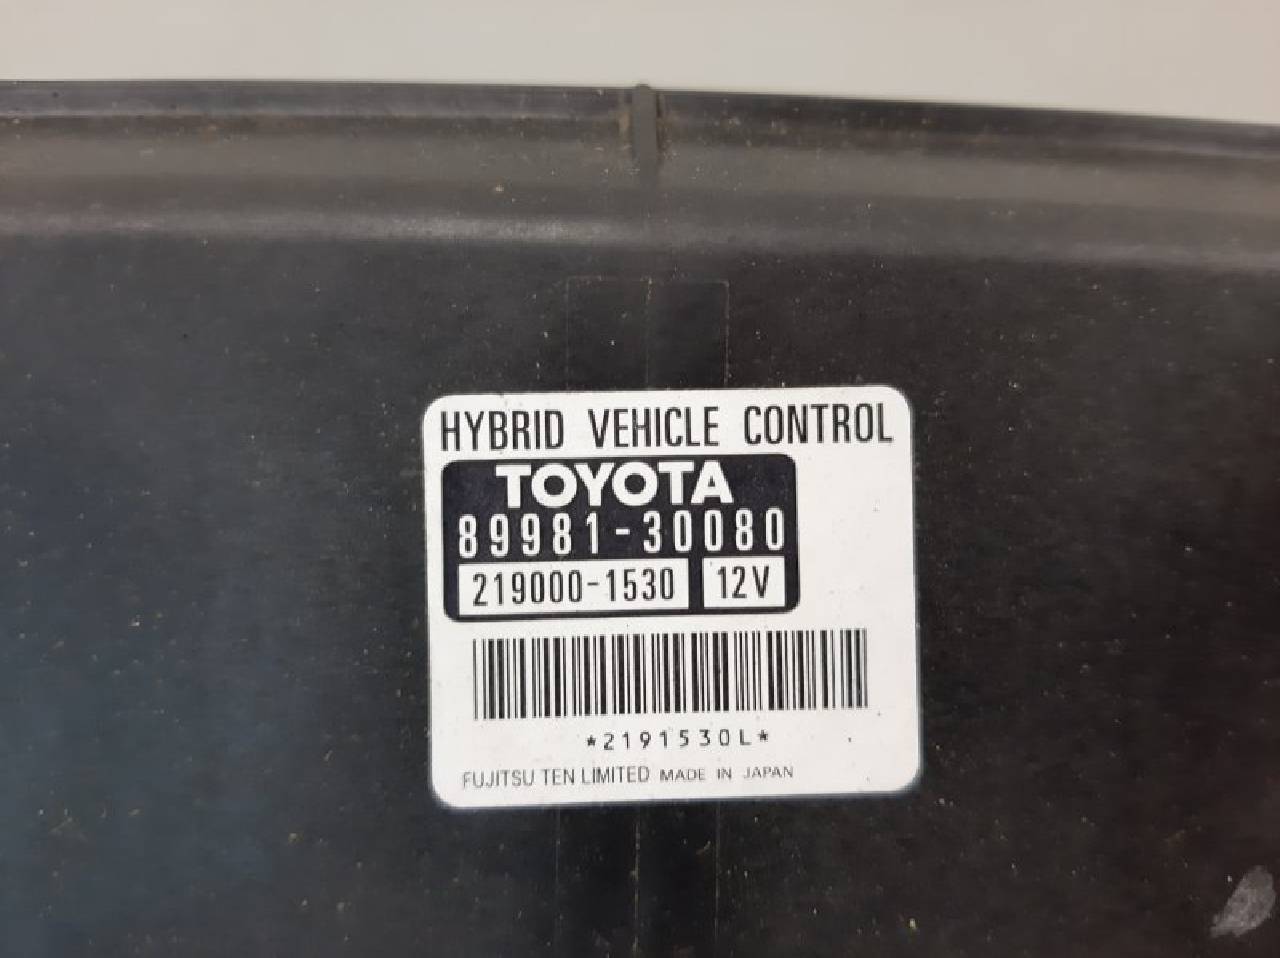 HYBRID VEHICLE CONTROL
TOYOTA
89981-30080
219000-1530 12V
*2191530L*
FUJITSU TEN LIMITED MADE IN JAPAN